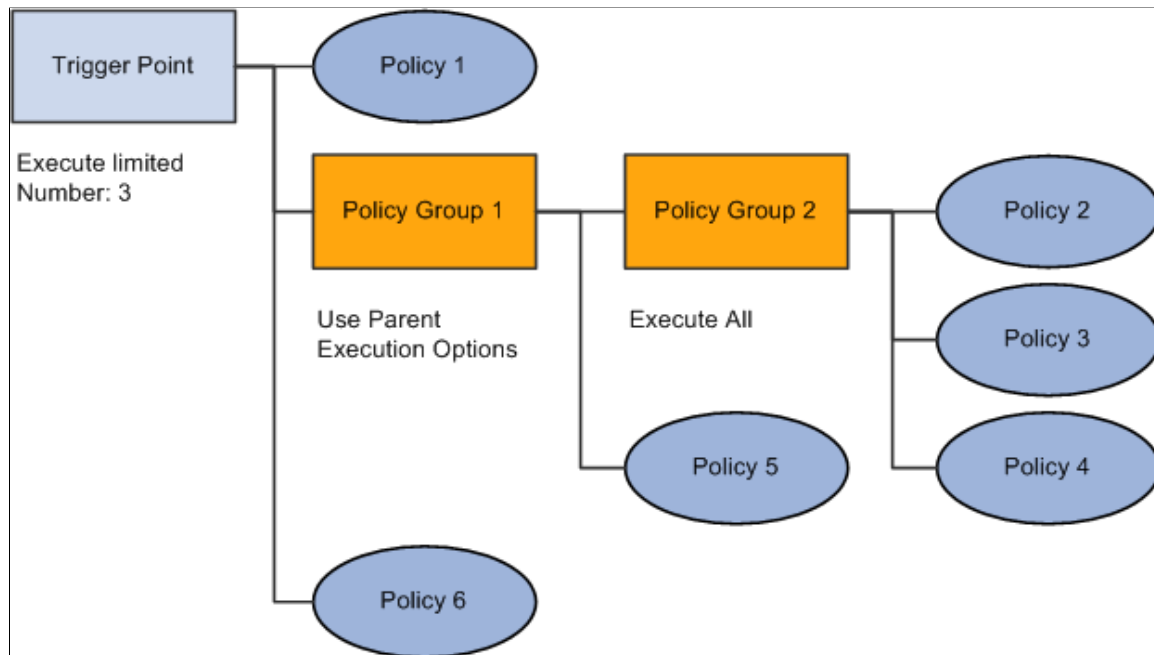 Trigger Point
Policy 1
Execute limited
Number: 3
Policy Group 1
Policy Group 2
Policy 2
Use Parent
Execution Options
Execute All
Policy 3
Policy 5
Policy 4
Policy 6